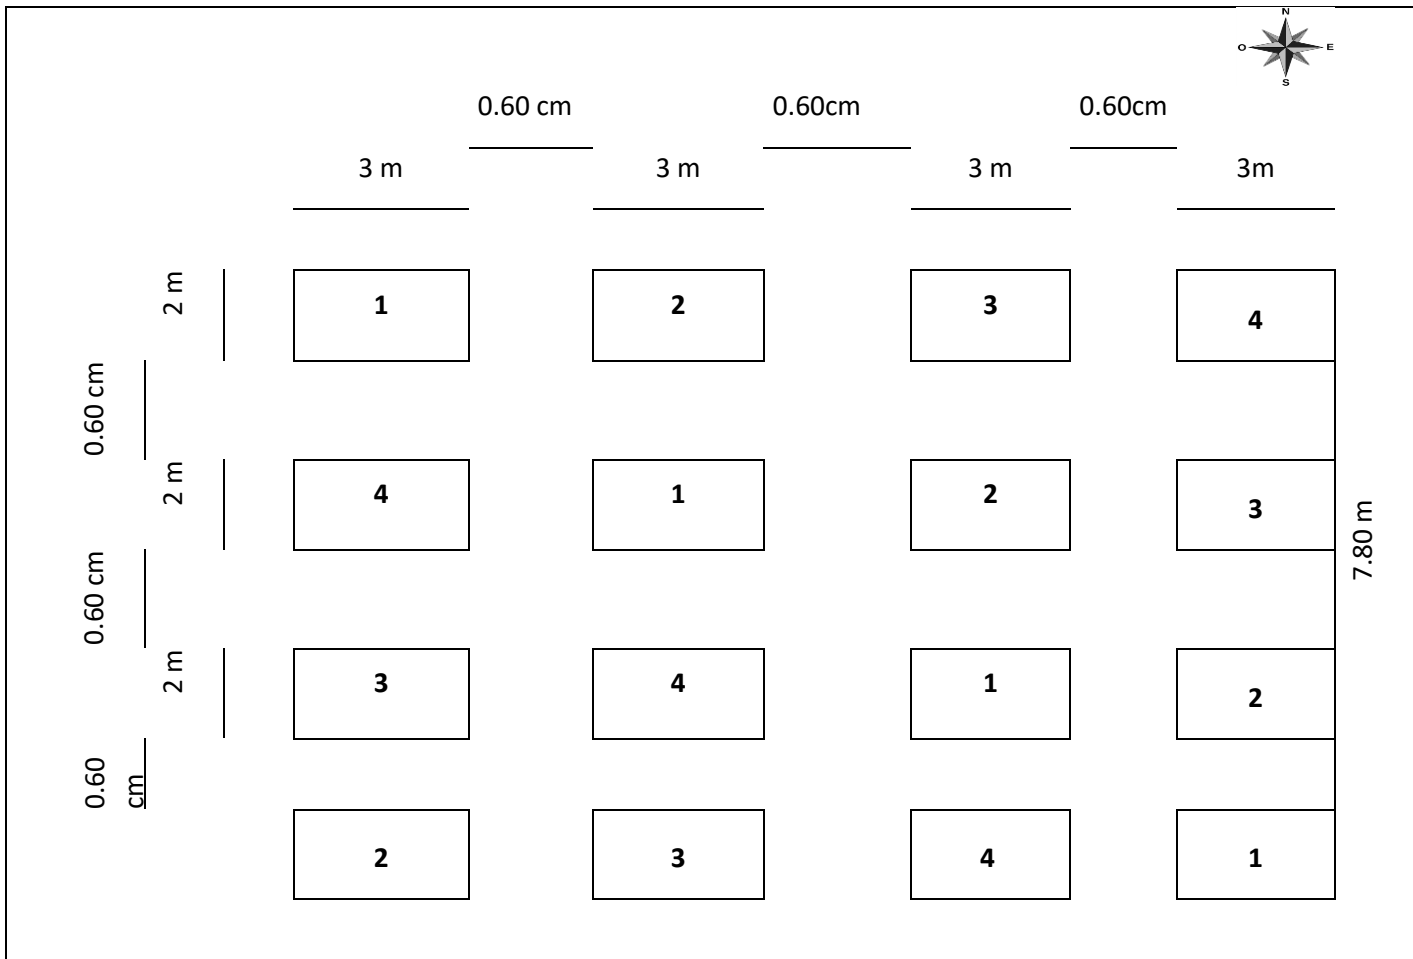 N
O E
S
0.60 cm 0.60cm 0.60cm
3 m 3 m 3 m 3m
2 m
1 2 3 4
0.60 cm
2 m
4 1 2 3
7.80 m
0.60 cm
2 m
3 4 1 2
0.60
cm
2 3 4 1